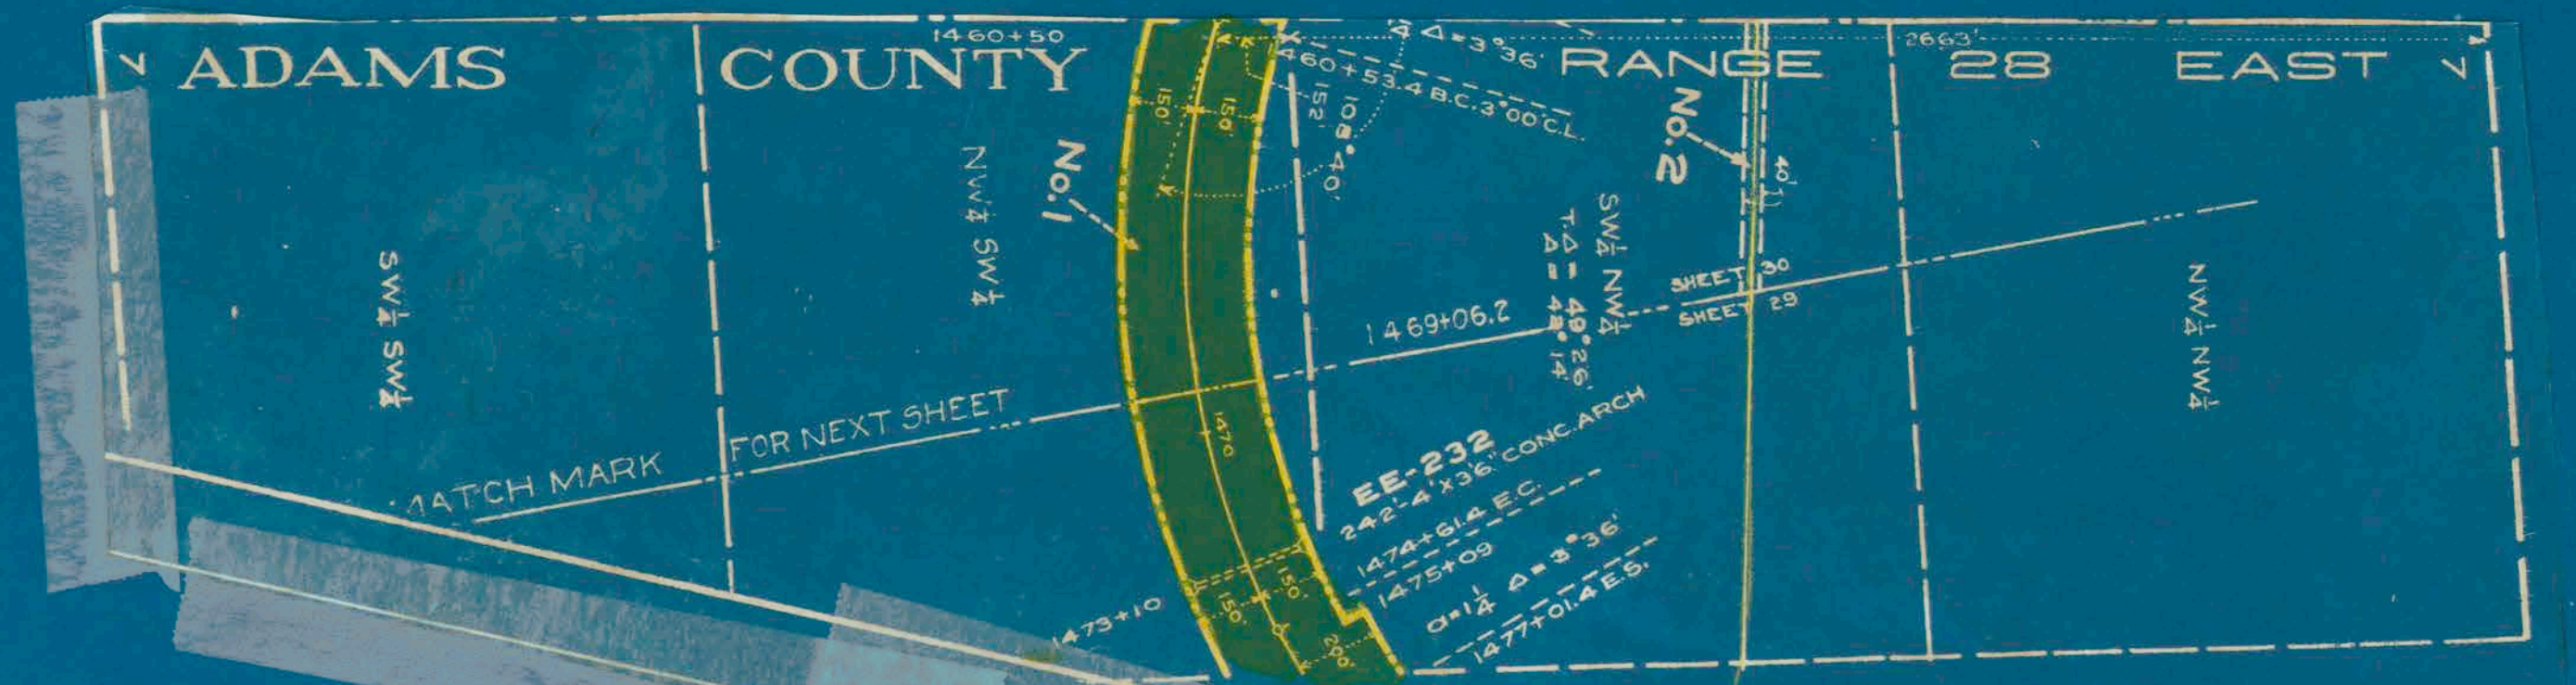 1460+50
ADAMS COUNTY RANGE 28 EAST
2663'
Δ=3°36'
460+53.4 B.C.3°00'C.L.
152'
108°40'
150'
150'
No.1
No.2
40'
SW¼ SW¼
NW¼ SW¼
SW¼ NW¼
T.Δ = 49°26'
Δ = 42°14'
NW¼ NW¼
SHEET 30
SHEET 29
1469+06.2
MATCH MARK FOR NEXT SHEET
1470
EE-232
242'-4'X3'6" CONC. ARCH
1474+61.4 E.C.
1475+09
a=1¼ Δ=3°36'
1477+01.4 E.S.
1473+10
150'
150'
200'